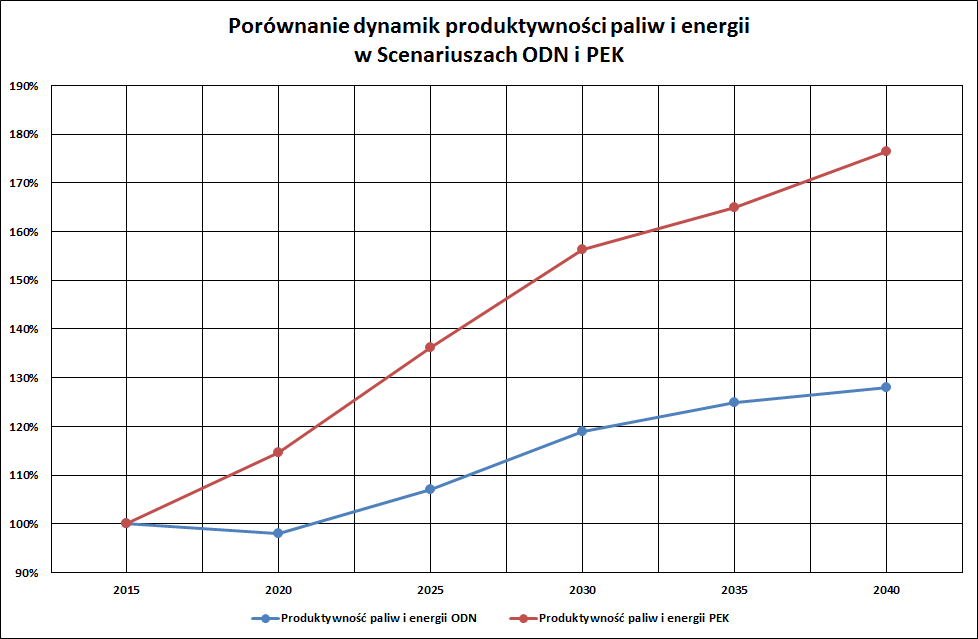 Porównanie dynamik produktywności paliw i energii
w Scenariuszach ODN i PEK
190%
180%
170%
160%
150%
140%
130%
120%
110%
100%
90%
2015 2020 2025 2030 2035 2040
Produktywność paliw i energii ODN Produktywność paliw i energii PEK